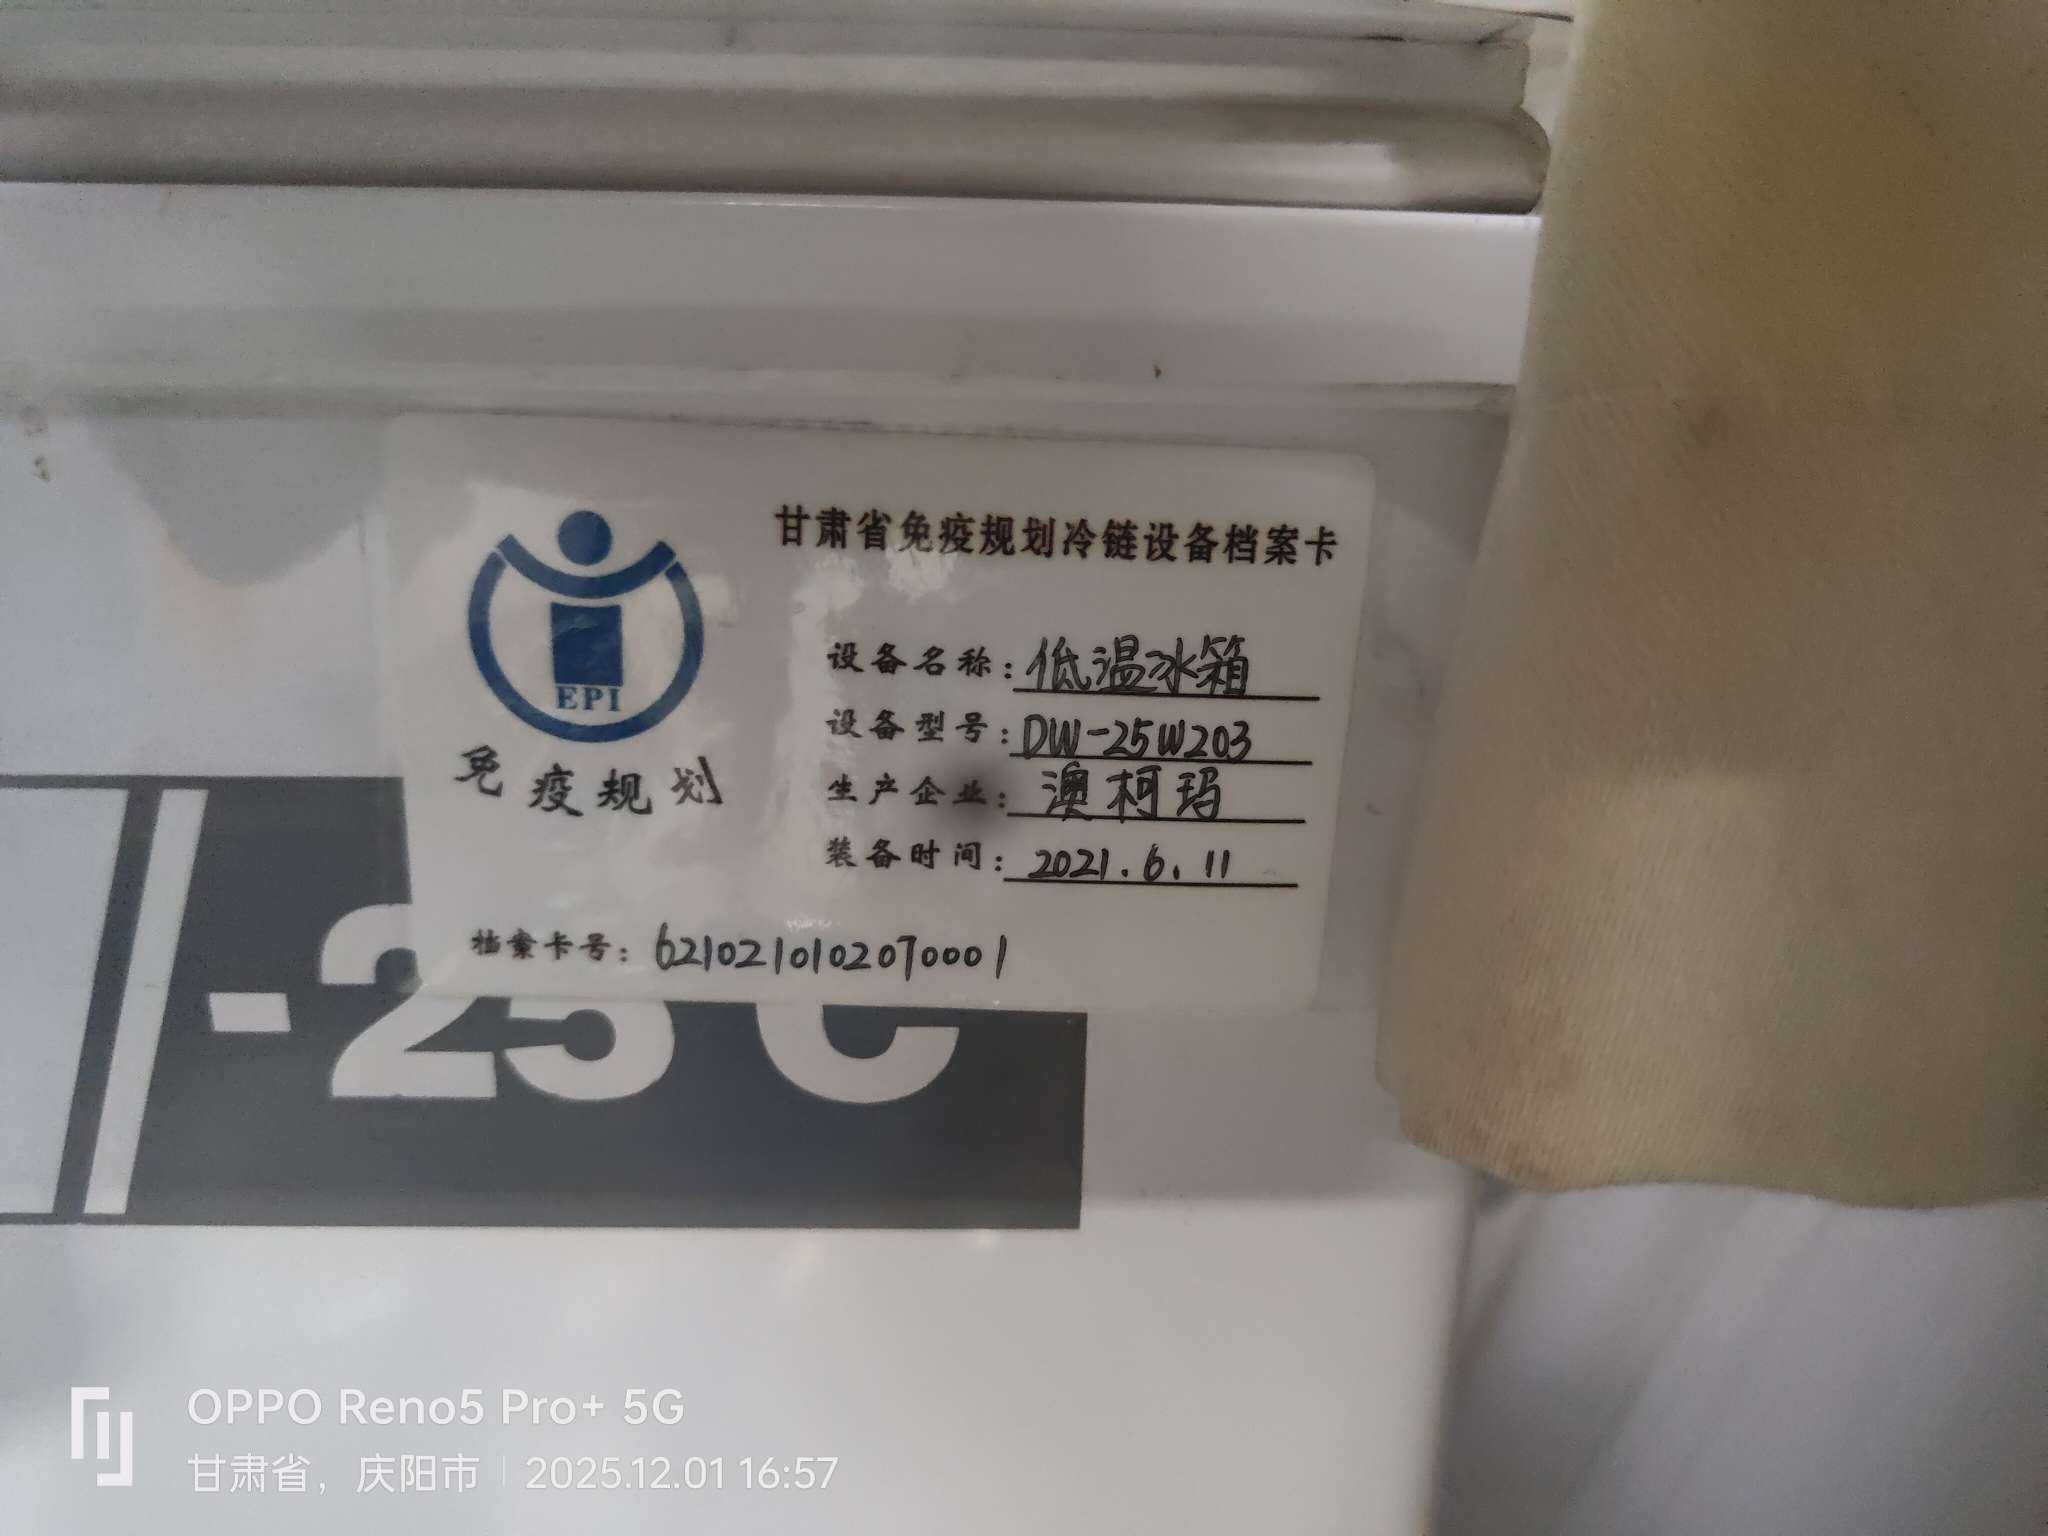 甘肃省免疫规划冷链设备档案卡
设备名称：低温冰箱
设备型号：DW-25W203
生产企业：澳柯玛
装备时间：2021.6.11
EPI
免疫规划
档案卡号：6210210102070001
-25℃
OPPO Reno5 Pro+ 5G
甘肃省，庆阳市 | 2025.12.01 16:57